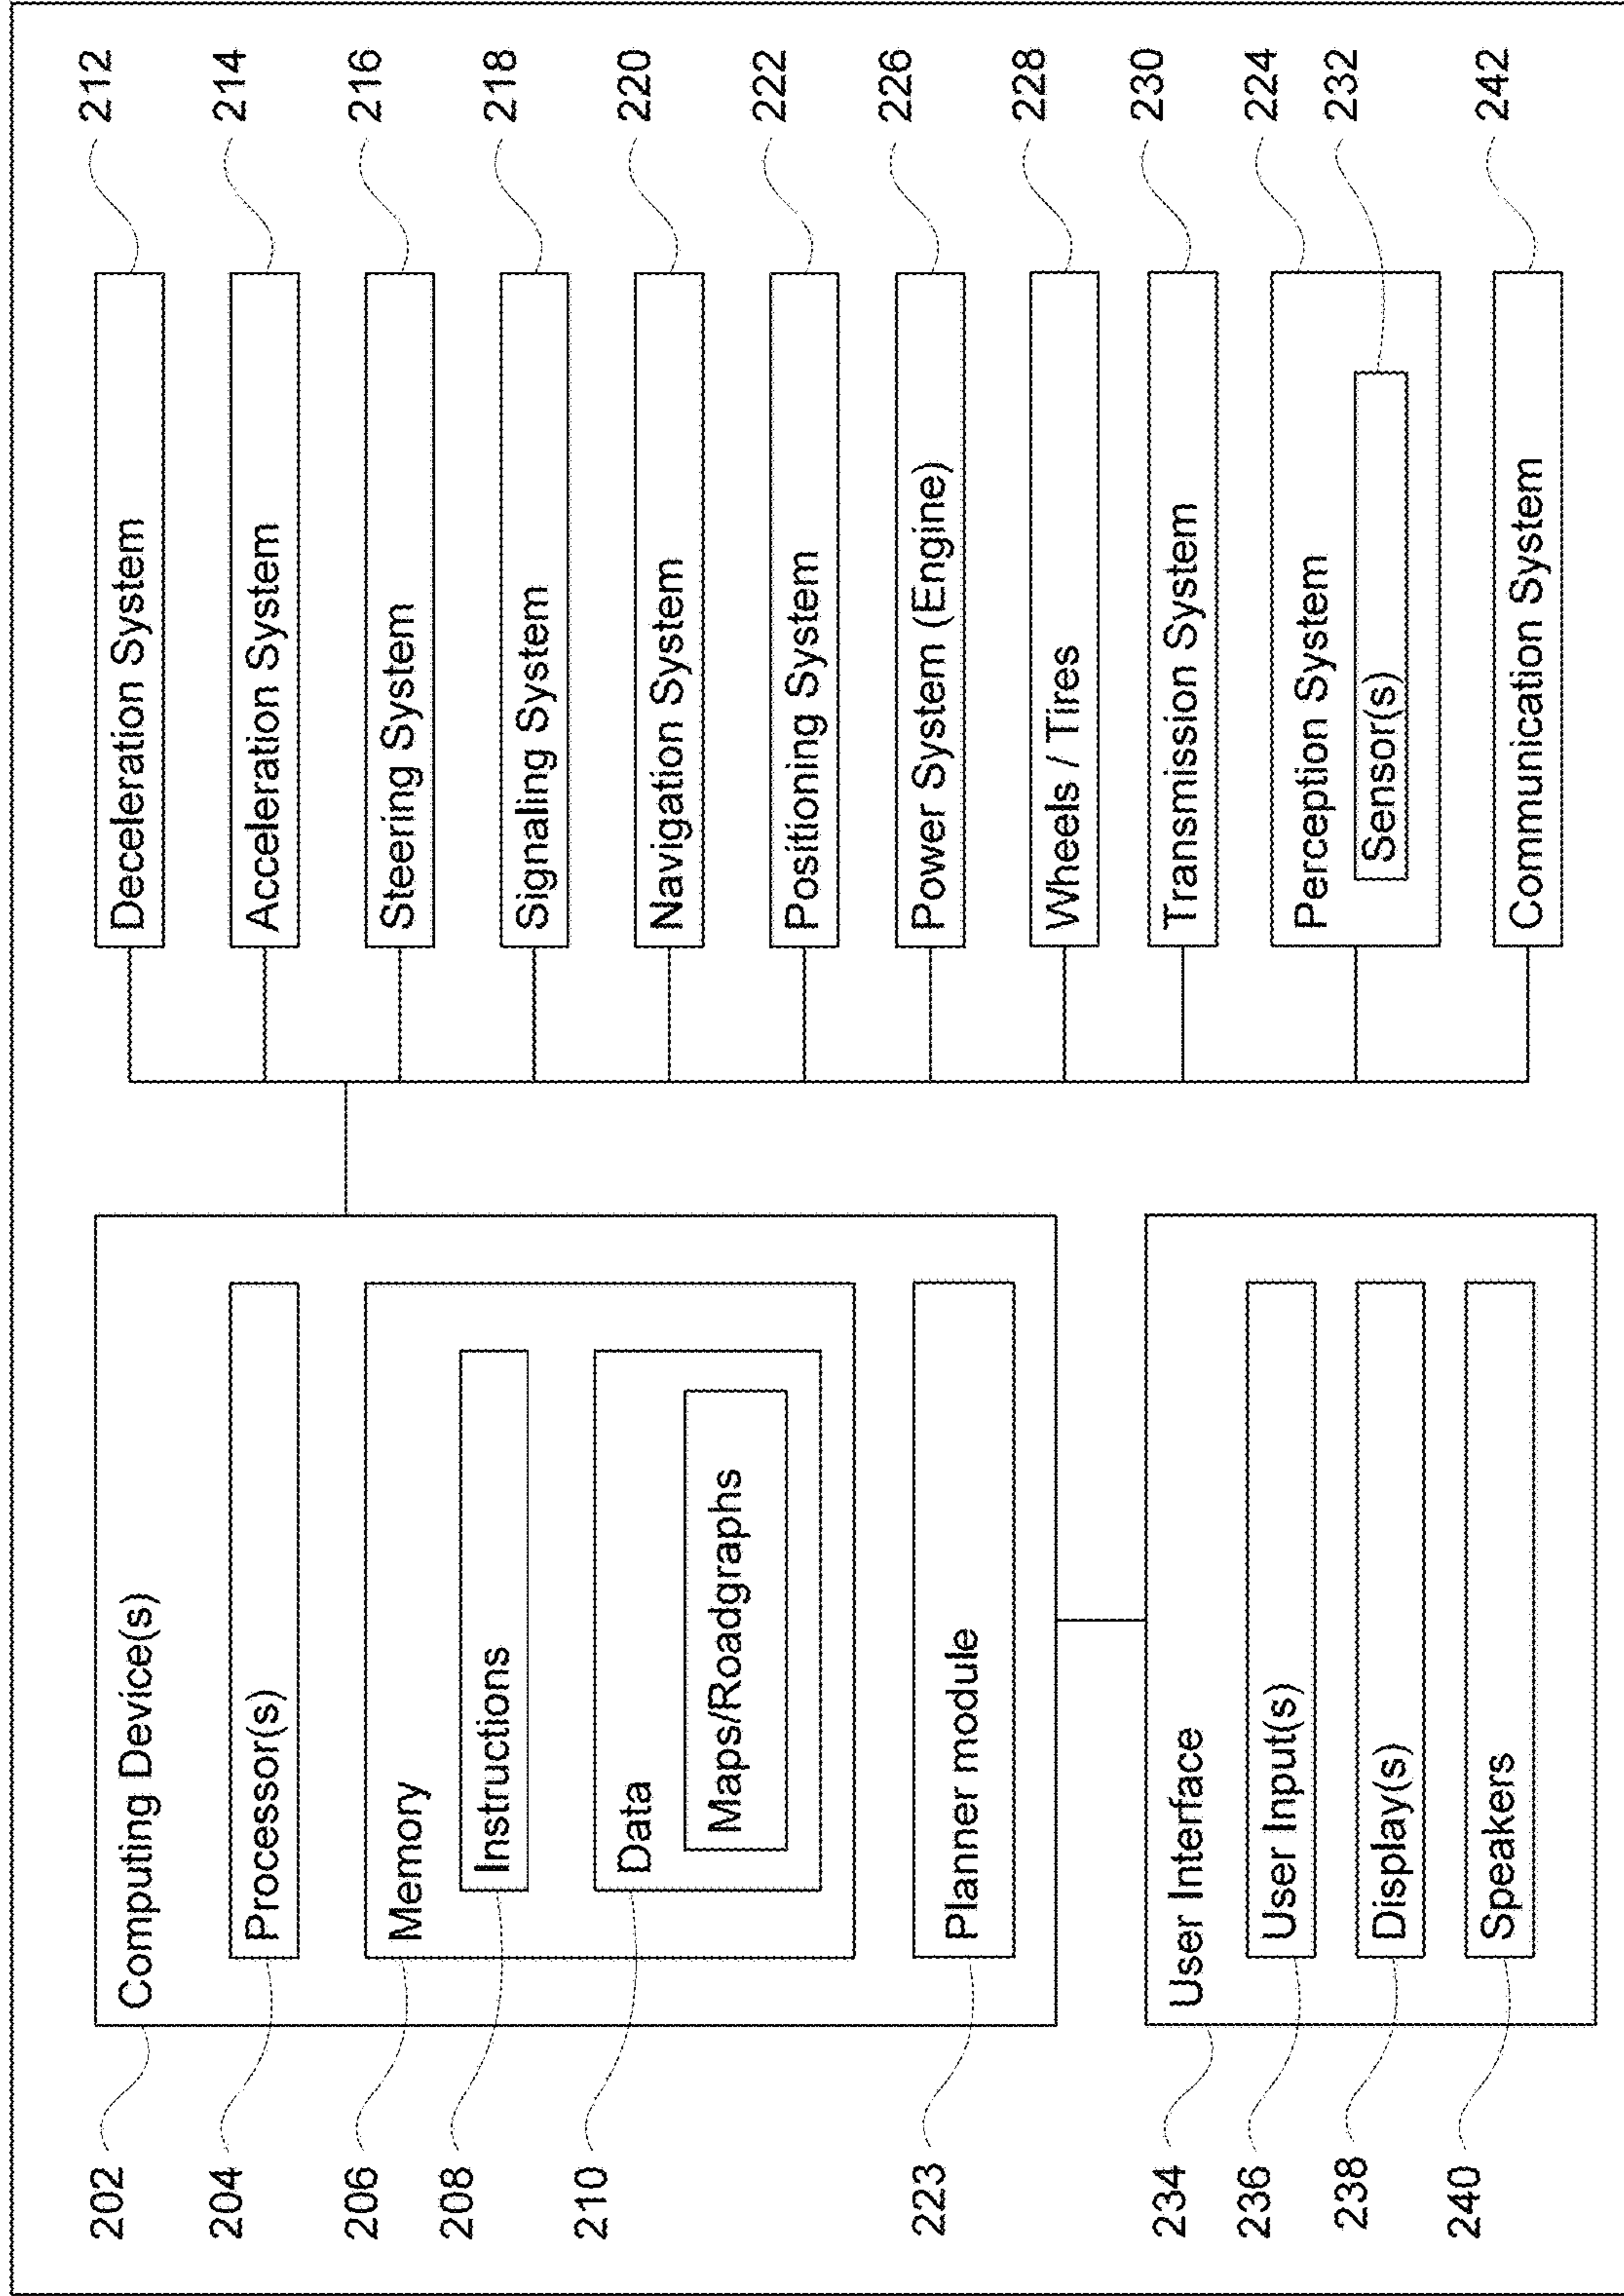 202
Computing Device(s)
204
Processor(s)
206
Memory
208
Instructions
210
Data
Maps/Roadgraphs
223
Planner module
234
User Interface
236
User Input(s)
238
Display(s)
240
Speakers
Deceleration System
212
Acceleration System
214
Steering System
216
Signaling System
218
Navigation System
220
Positioning System
222
Power System (Engine)
226
Wheels / Tires
228
Transmission System
230
Perception System
224
Sensor(s)
232
Communication System
242